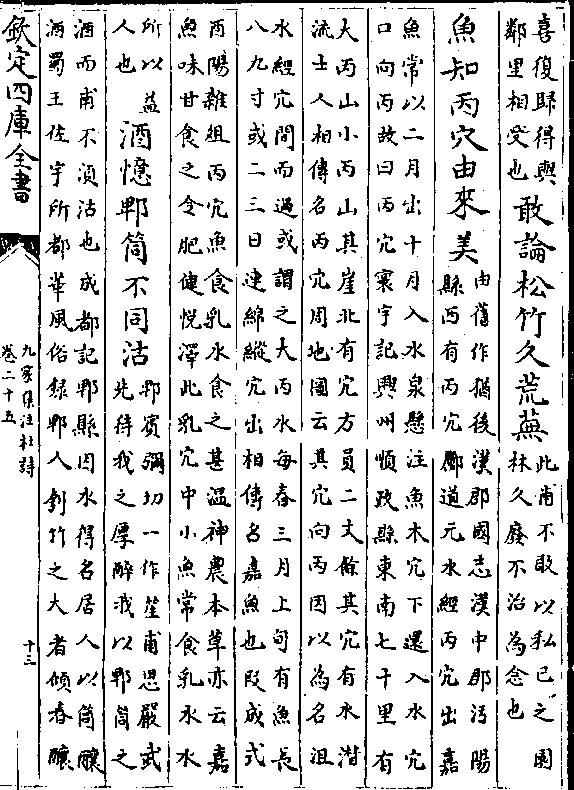 喜復歸得與
鄰里相受也
敢論松竹久荒蕪
此甫不敢以私已之園
林久廢不治為念也
魚知丙穴由來美
由舊作猶後漢郡國志漢中郡沔陽
縣西有丙穴酈道元水經丙穴出嘉
魚常以二月出十月入水泉懸注魚木穴下還入水穴
口向丙故曰丙穴寰宇記興州順政縣東南七十里有
大丙山小丙山其崖北有穴方員二丈餘其穴有水潛
流士人相傳名丙穴周地圖云其穴向丙因以為名沮
水經穴間而過或謂之大丙水每春三月上旬有魚長
八九寸或二三日連綿縱穴出相傳名嘉魚也段成式
酉陽雜組丙穴魚食乳水食之甚温神農本草亦云嘉
魚味甘食之令肥健悅澤此乳穴中小魚常食乳水水
所以益
人也
酒憶郫筒不同沽
郫賓彌切一作笙甫思嚴武
先待我之厚醉我以郫筒之
酒而甫不湏沽也成都記郫縣因水得名居人以筒釀
酒蜀王佐宇所都華風俗録郫人刳竹之大者傾春釀
欽定四庫全書
九家集注杜詩
卷二十五
十三